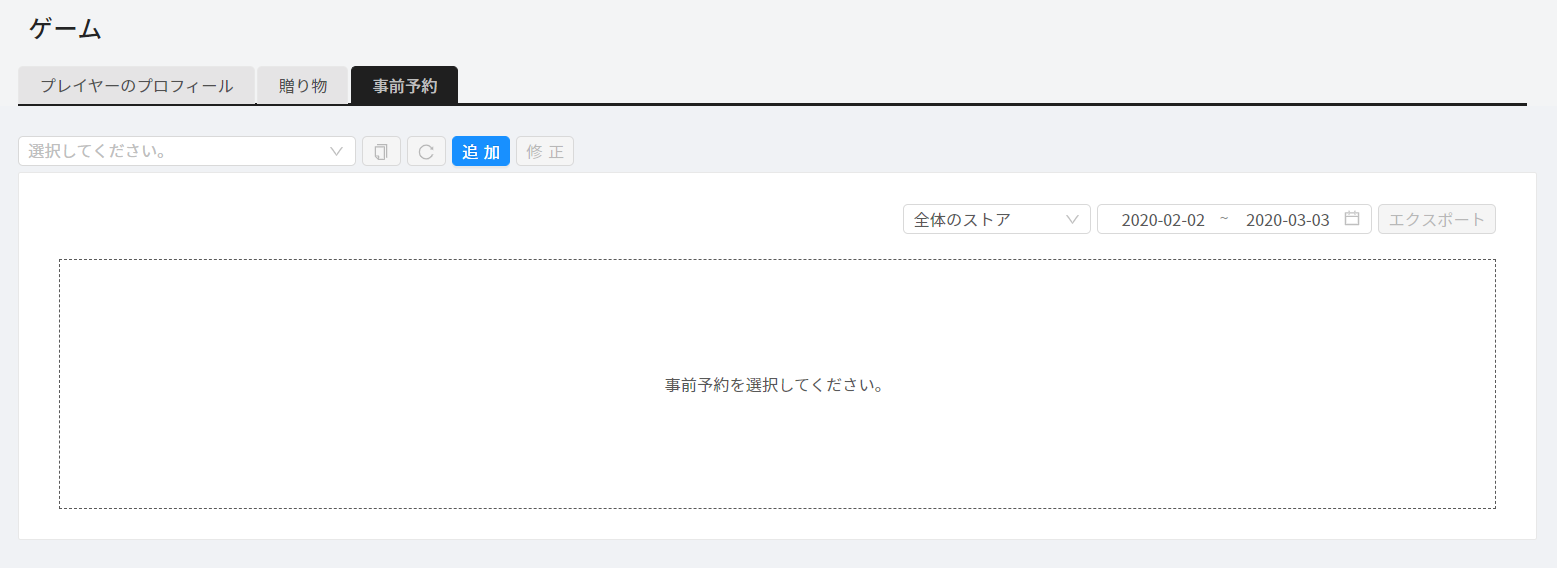 ゲーム
プレイヤーのプロフィール 贈り物 事前予約
選択してください。 追加 修正
全体のストア 2020-02-02 ~ 2020-03-03 エクスポート
事前予約を選択してください。